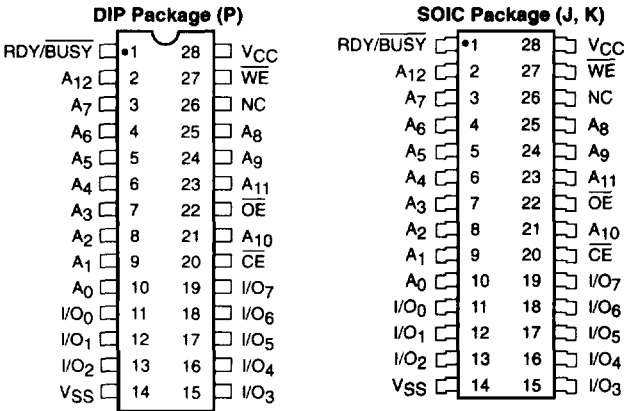 DIP Package (P)
RDY/BUSY 1 28 VCC
A12 2 27 WE
A7 3 26 NC
A6 4 25 A8
A5 5 24 A9
A4 6 23 A11
A3 7 22 OE
A2 8 21 A10
A1 9 20 CE
A0 10 19 I/O7
I/O0 11 18 I/O6
I/O1 12 17 I/O5
I/O2 13 16 I/O4
VSS 14 15 I/O3
SOIC Package (J, K)
RDY/BUSY 1 28 VCC
A12 2 27 WE
A7 3 26 NC
A6 4 25 A8
A5 5 24 A9
A4 6 23 A11
A3 7 22 OE
A2 8 21 A10
A1 9 20 CE
A0 10 19 I/O7
I/O0 11 18 I/O6
I/O1 12 17 I/O5
I/O2 13 16 I/O4
VSS 14 15 I/O3